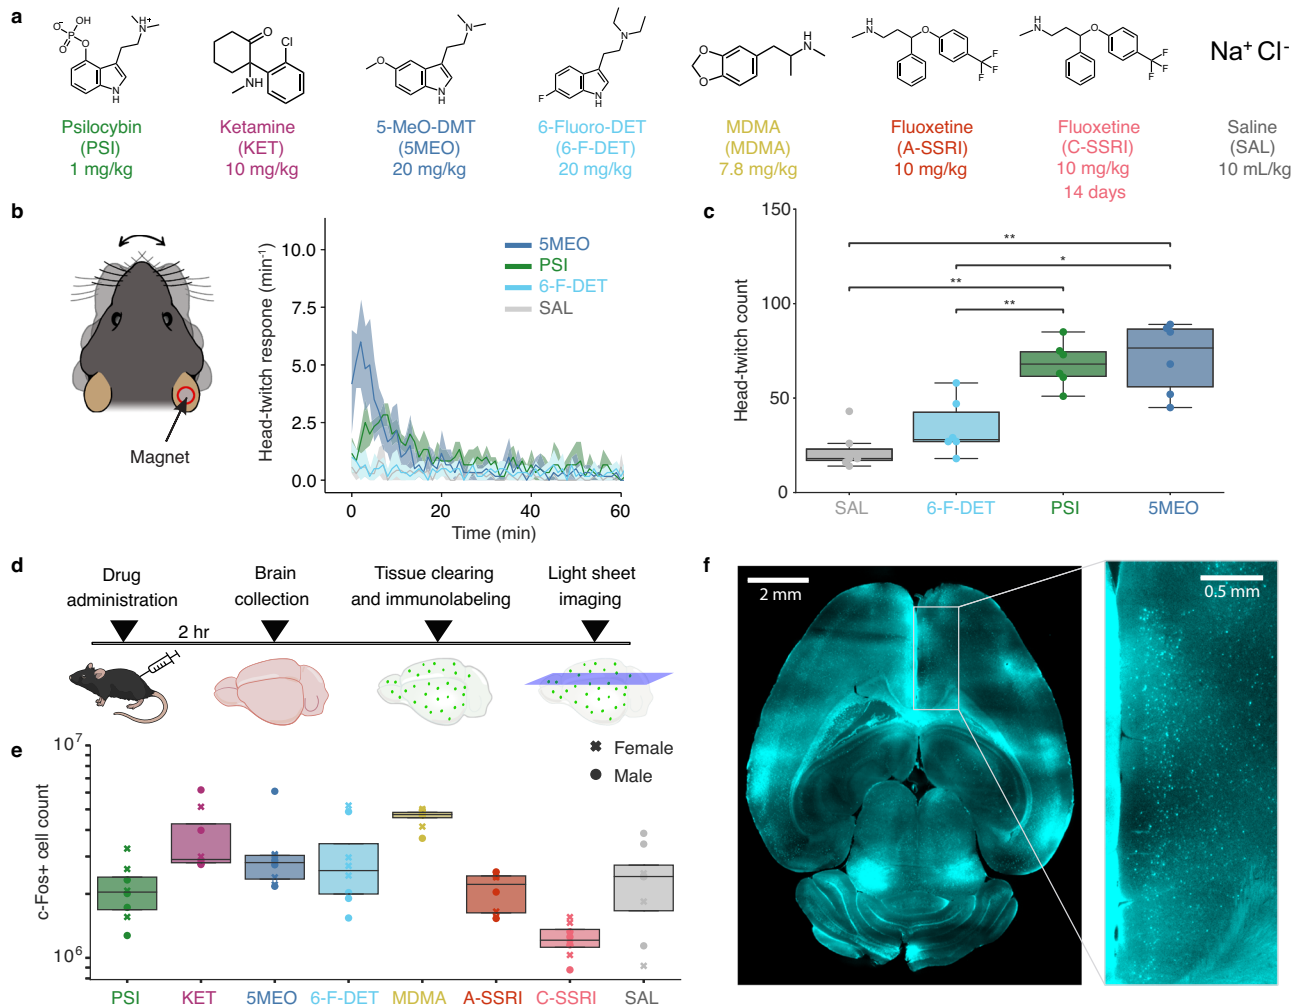 a
O⁻
OH
P
O
O
H⁺
N
N
H
O
Cl
NH
N
O
N
H
N
F
N
H
O
O
H
N
H
N
O
F
F
F
H
N
O
F
F
F
Na⁺ Cl⁻
Psilocybin
(PSI)
1 mg/kg
Ketamine
(KET)
10 mg/kg
5-MeO-DMT
(5MEO)
20 mg/kg
6-Fluoro-DET
(6-F-DET)
20 mg/kg
MDMA
(MDMA)
7.8 mg/kg
Fluoxetine
(A-SSRI)
10 mg/kg
Fluoxetine
(C-SSRI)
10 mg/kg
14 days
Saline
(SAL)
10 mL/kg
b
Magnet
Head-twitch respone (min⁻¹)
10.0
7.5
5.0
2.5
0.0
5MEO
PSI
6-F-DET
SAL
0
20
40
60
Time (min)
c
Head-twitch count
150
100
50
0
**
*
**
**
SAL
6-F-DET
PSI
5MEO
d
Drug
administration
2 hr
Brain
collection
Tissue clearing
and immunolabeling
Light sheet
imaging
e
c-Fos+ cell count
10⁷
10⁶
Female
Male
PSI
KET
5MEO
6-F-DET
MDMA
A-SSRI
C-SSRI
SAL
f
2 mm
0.5 mm